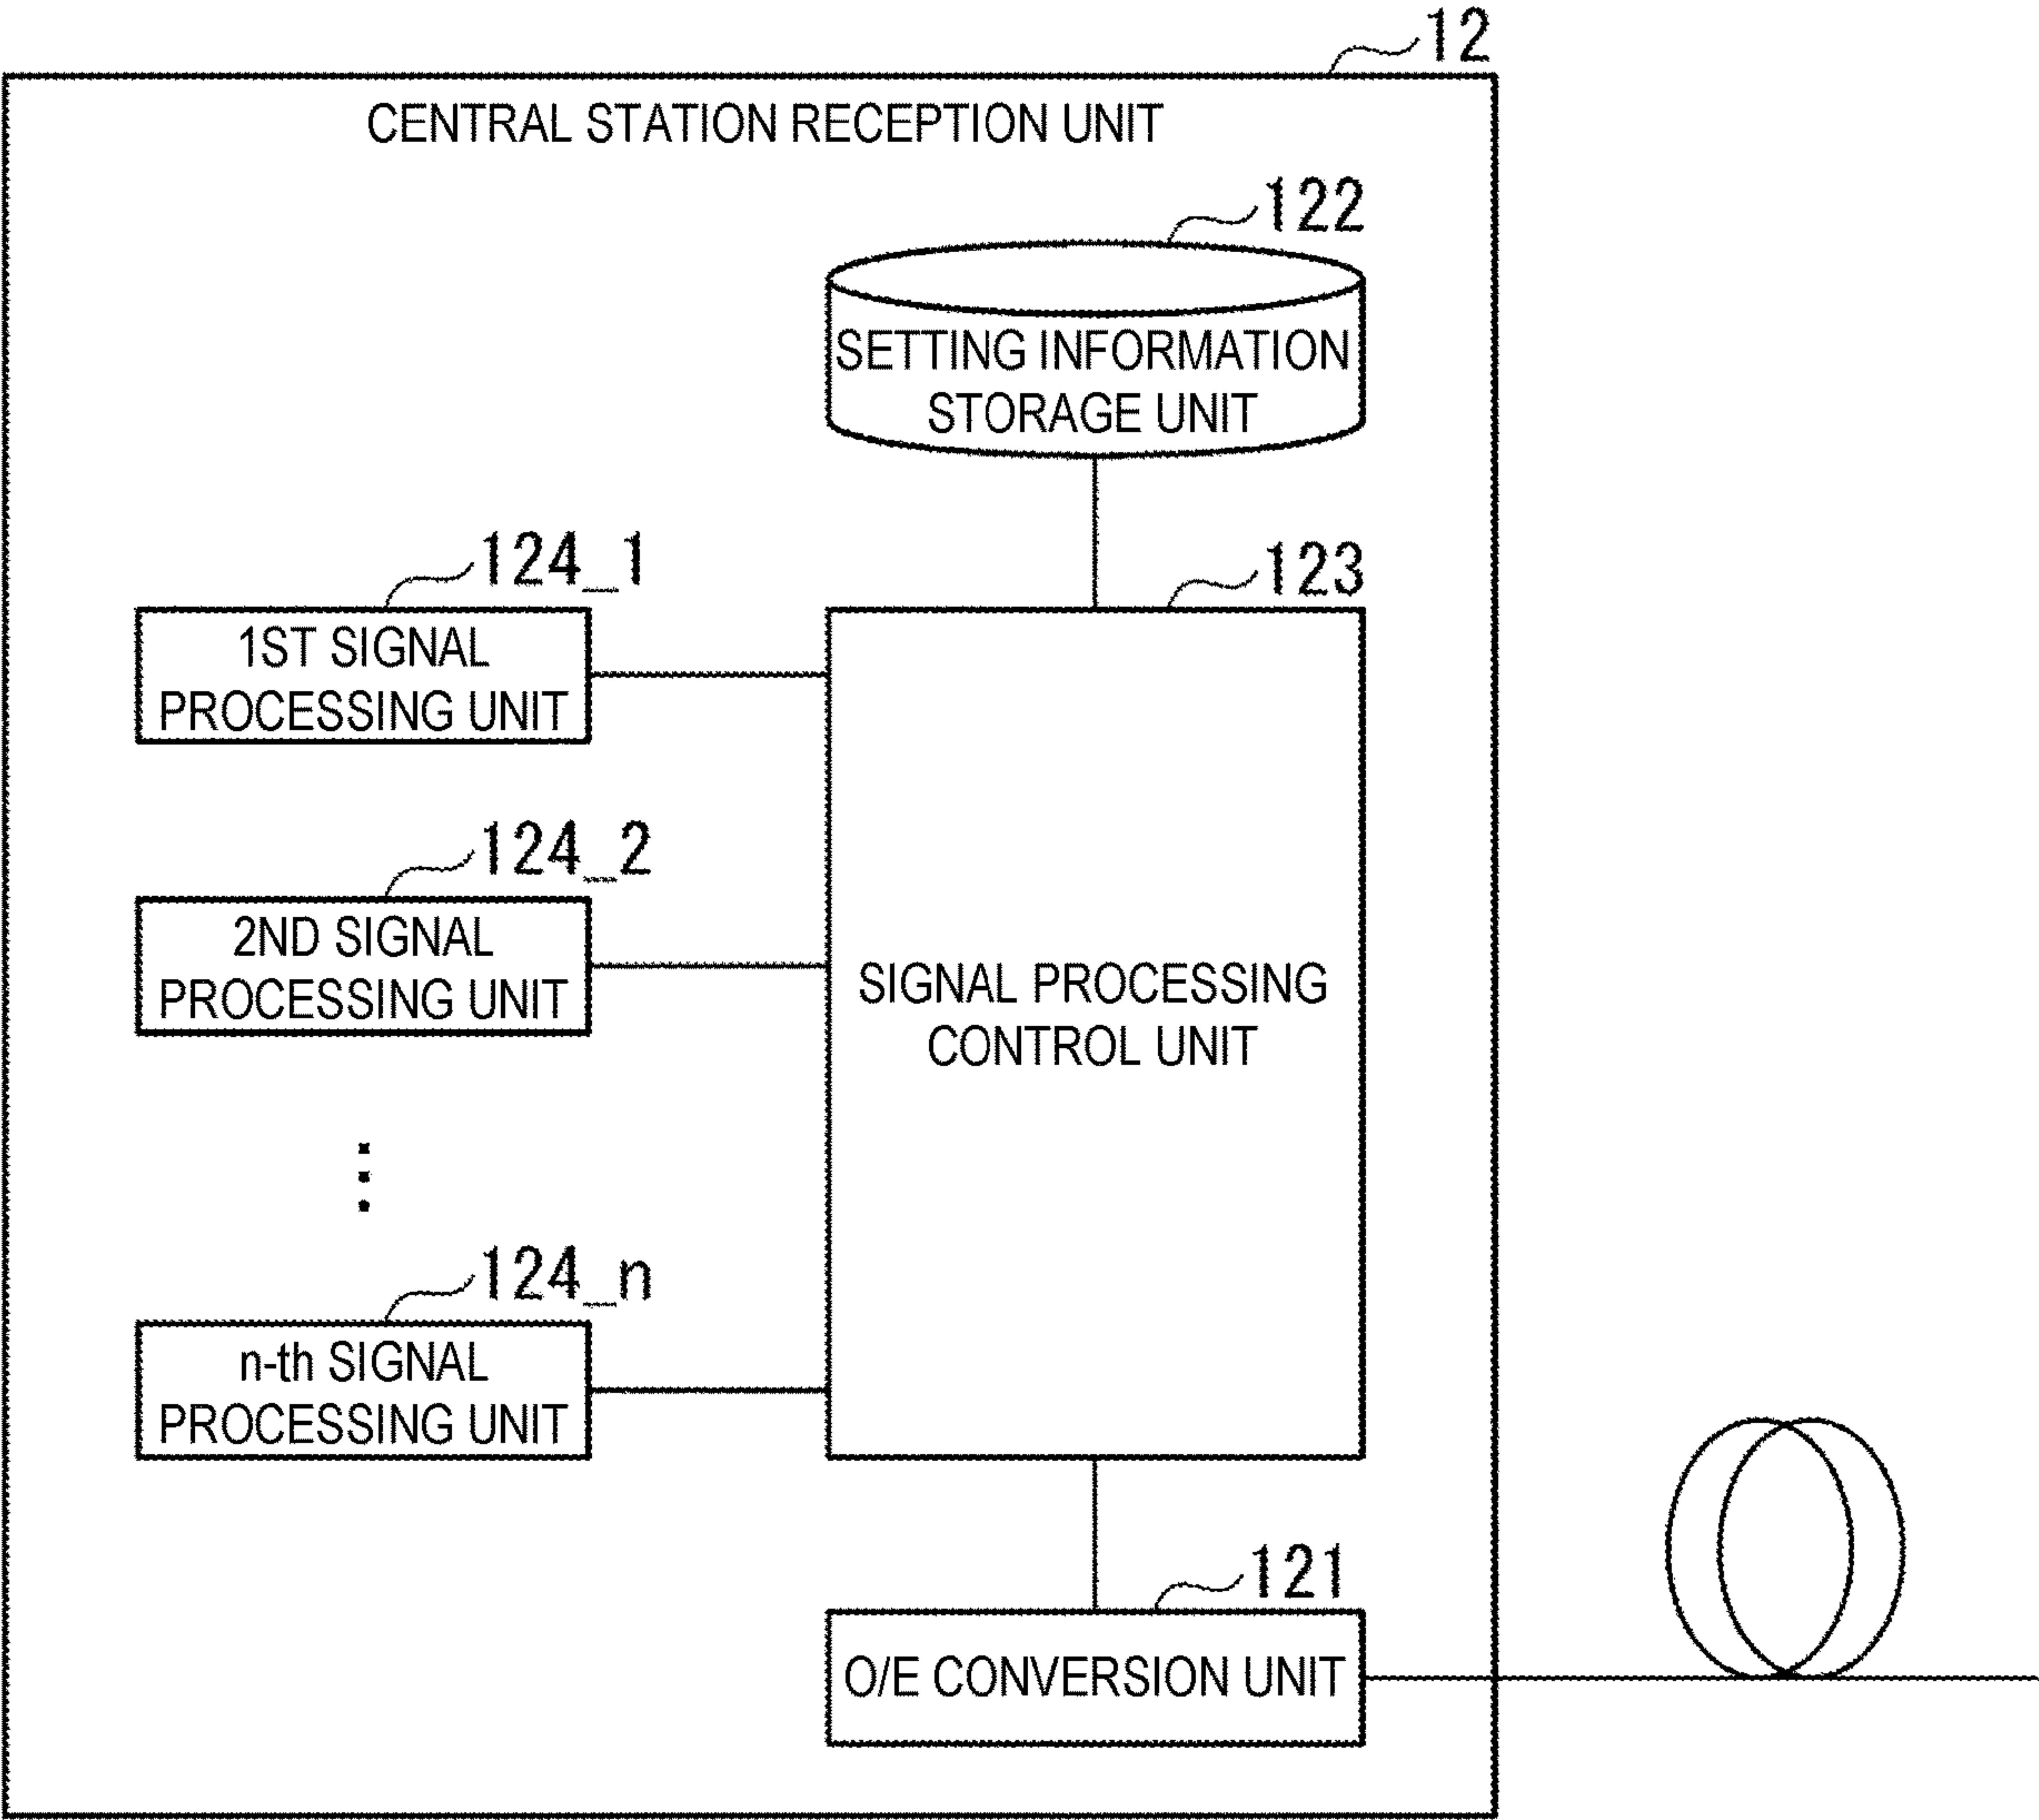 12
CENTRAL STATION RECEPTION UNIT
122
SETTING INFORMATION
STORAGE UNIT
124_1
123
1ST SIGNAL
PROCESSING UNIT
124_2
2ND SIGNAL
PROCESSING UNIT
SIGNAL PROCESSING
CONTROL UNIT
124_n
n-th SIGNAL
PROCESSING UNIT
121
O/E CONVERSION UNIT